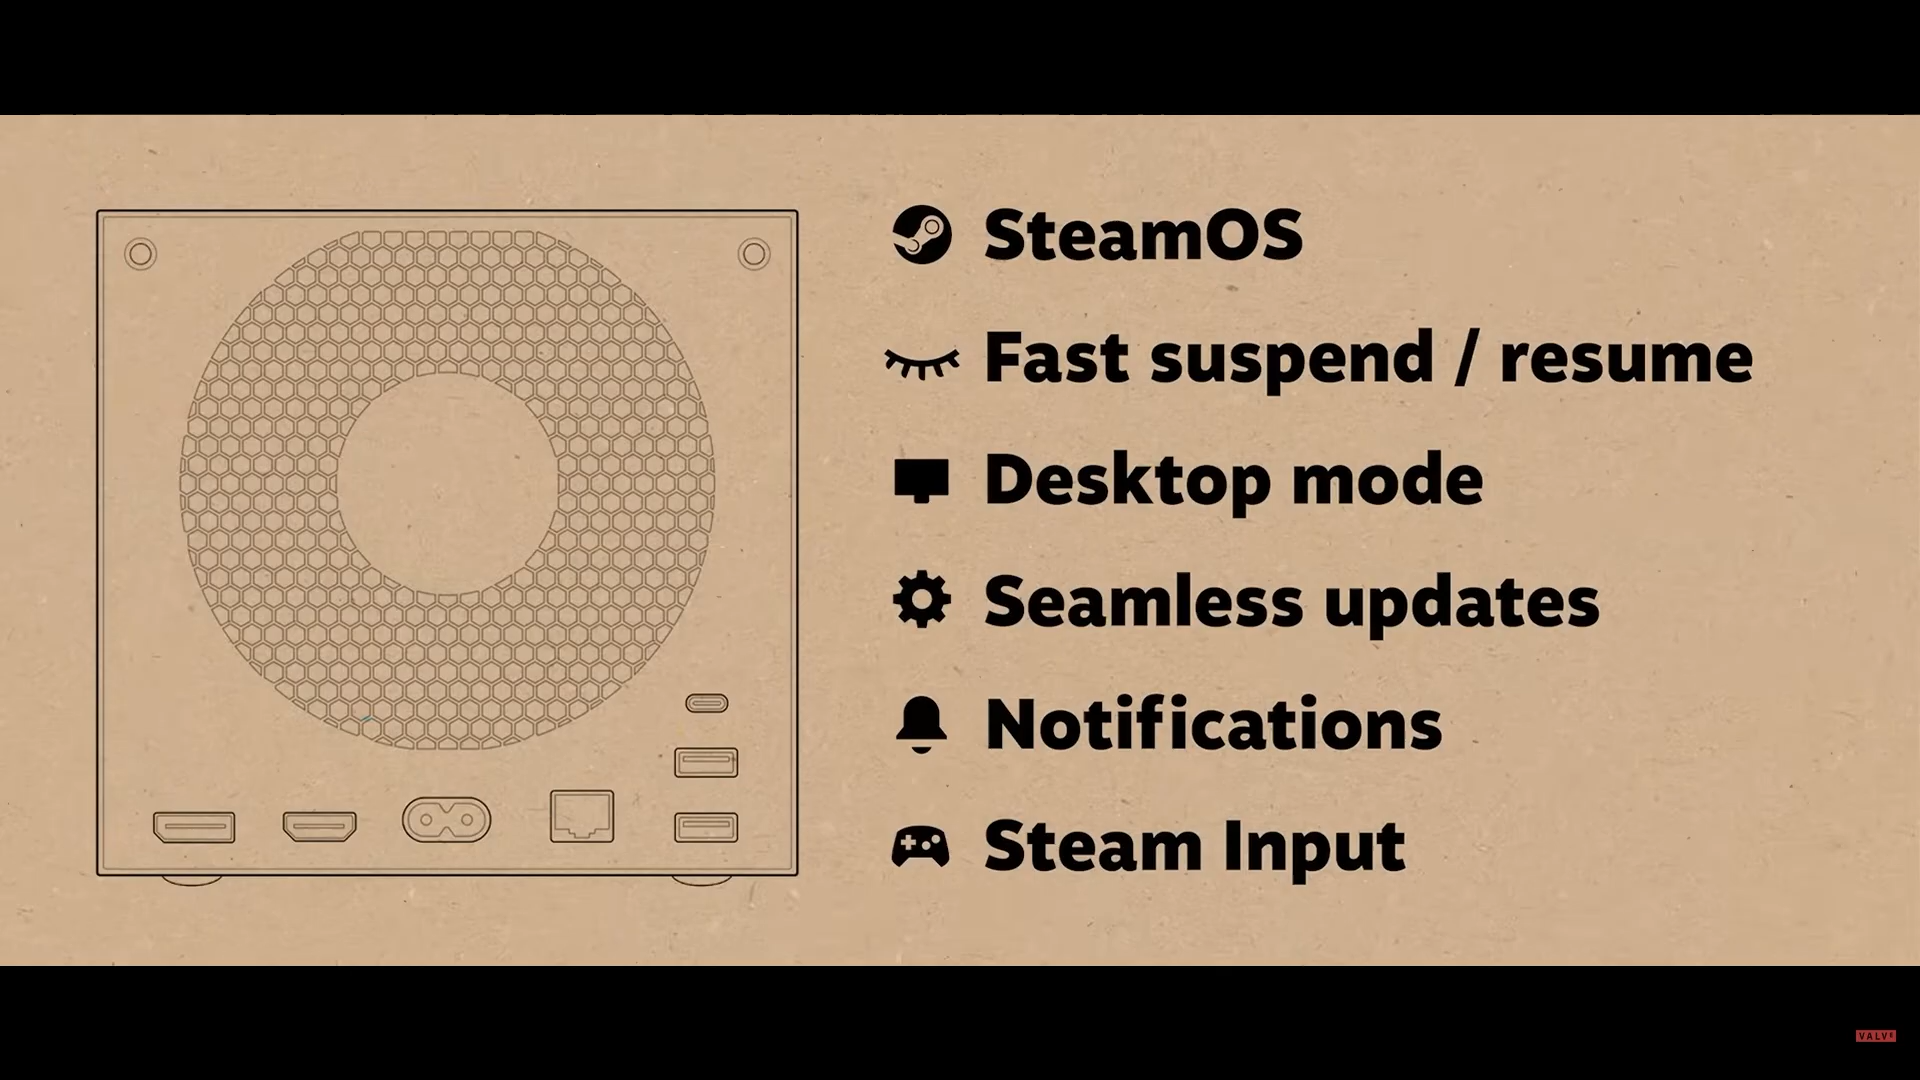 SteamOS
Fast suspend / resume
Desktop mode
Seamless updates
Notifications
Steam Input
VALVE